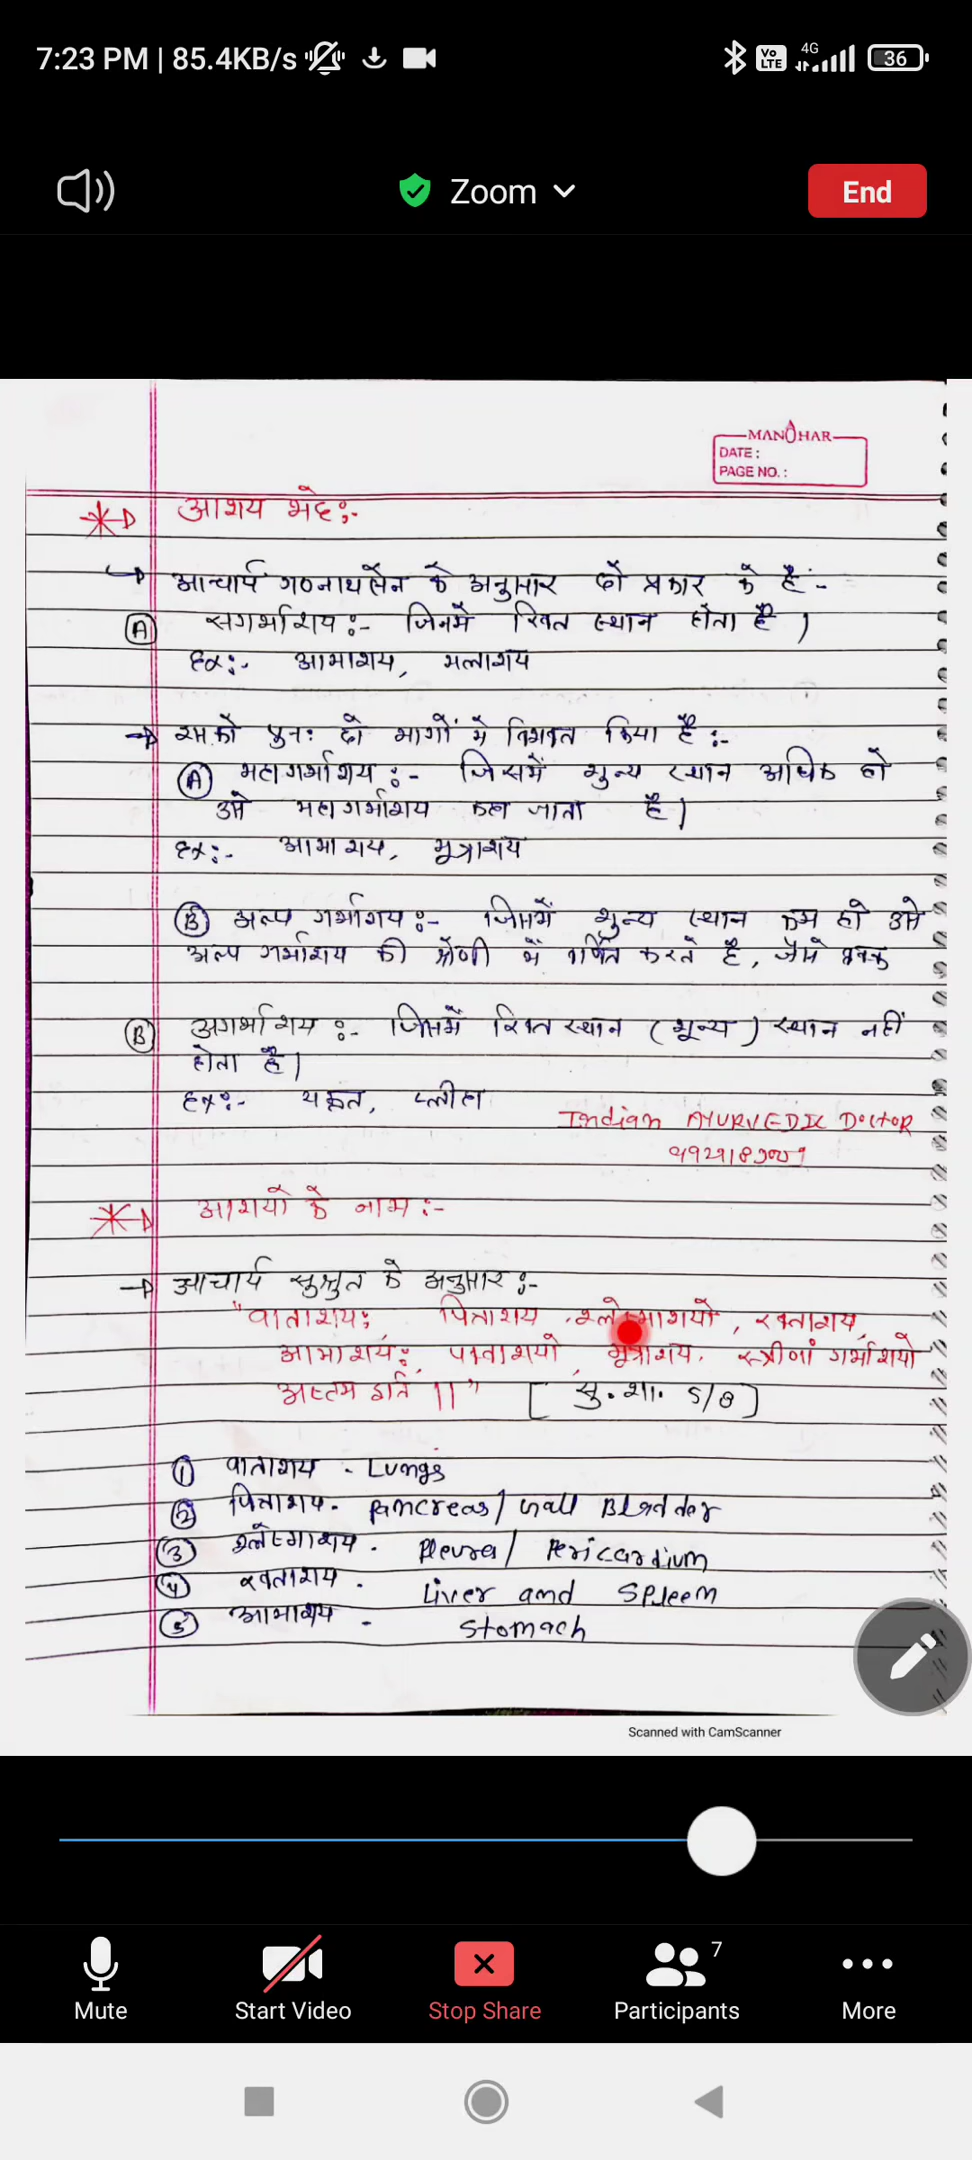 7:23 PM | 85.4KB/s
Vo LTE 4G 36
Zoom
End
MANOHAR
DATE :
PAGE NO. :
आशय भेद :-
आचार्य गणनाथसेन के अनुसार दो प्रकार के हैं -
(A) सगर्भाशय :- जिनमें रिक्त स्थान होता है ।
Ex :- आमाशय, मलाशय
→ इसको पुनः दो भागों में विभक्त किया है :-
(A) महागर्भाशय :- जिसमें शुन्य स्थान अधिक हो
उसे महागर्भाशय कहा जाता है।
Ex :- आमाशय, मूत्राशय
(B) अल्प गर्भाशय :- जिसमें शुन्य स्थान कम हो उसे
अल्प गर्भाशय की श्रेणी में वर्णित करते है, जैसे वृक्क
(B) अगर्भाशय :- जिसमें रिक्त स्थान (शून्य) स्थान नहीं
होता है।
Ex :- यकृत, प्लीहा
Indian AYURVEDIC Doctor
आशयो के नाम :-
→ आचार्य सुश्रुत के अनुसार :-
"वाताशयः, पित्ताशय, श्लेष्माशयो, रक्ताशय,
आमाशयः, पक्वाशयो, मूत्राशय, स्त्रीणां गर्भाशयो
अष्टम इति ||" [ सु. शा. 5/8 ]
① वाताशय - Lungs
② पित्ताशय - Pancreas/ Gall Bladder
③ श्लेष्माशय - Pleura/ Pericardium
④ रक्ताशय - Liver and Spleen
⑤ आमाशय - Stomach
Scanned with CamScanner
Mute
Start Video
Stop Share
Participants 7
More